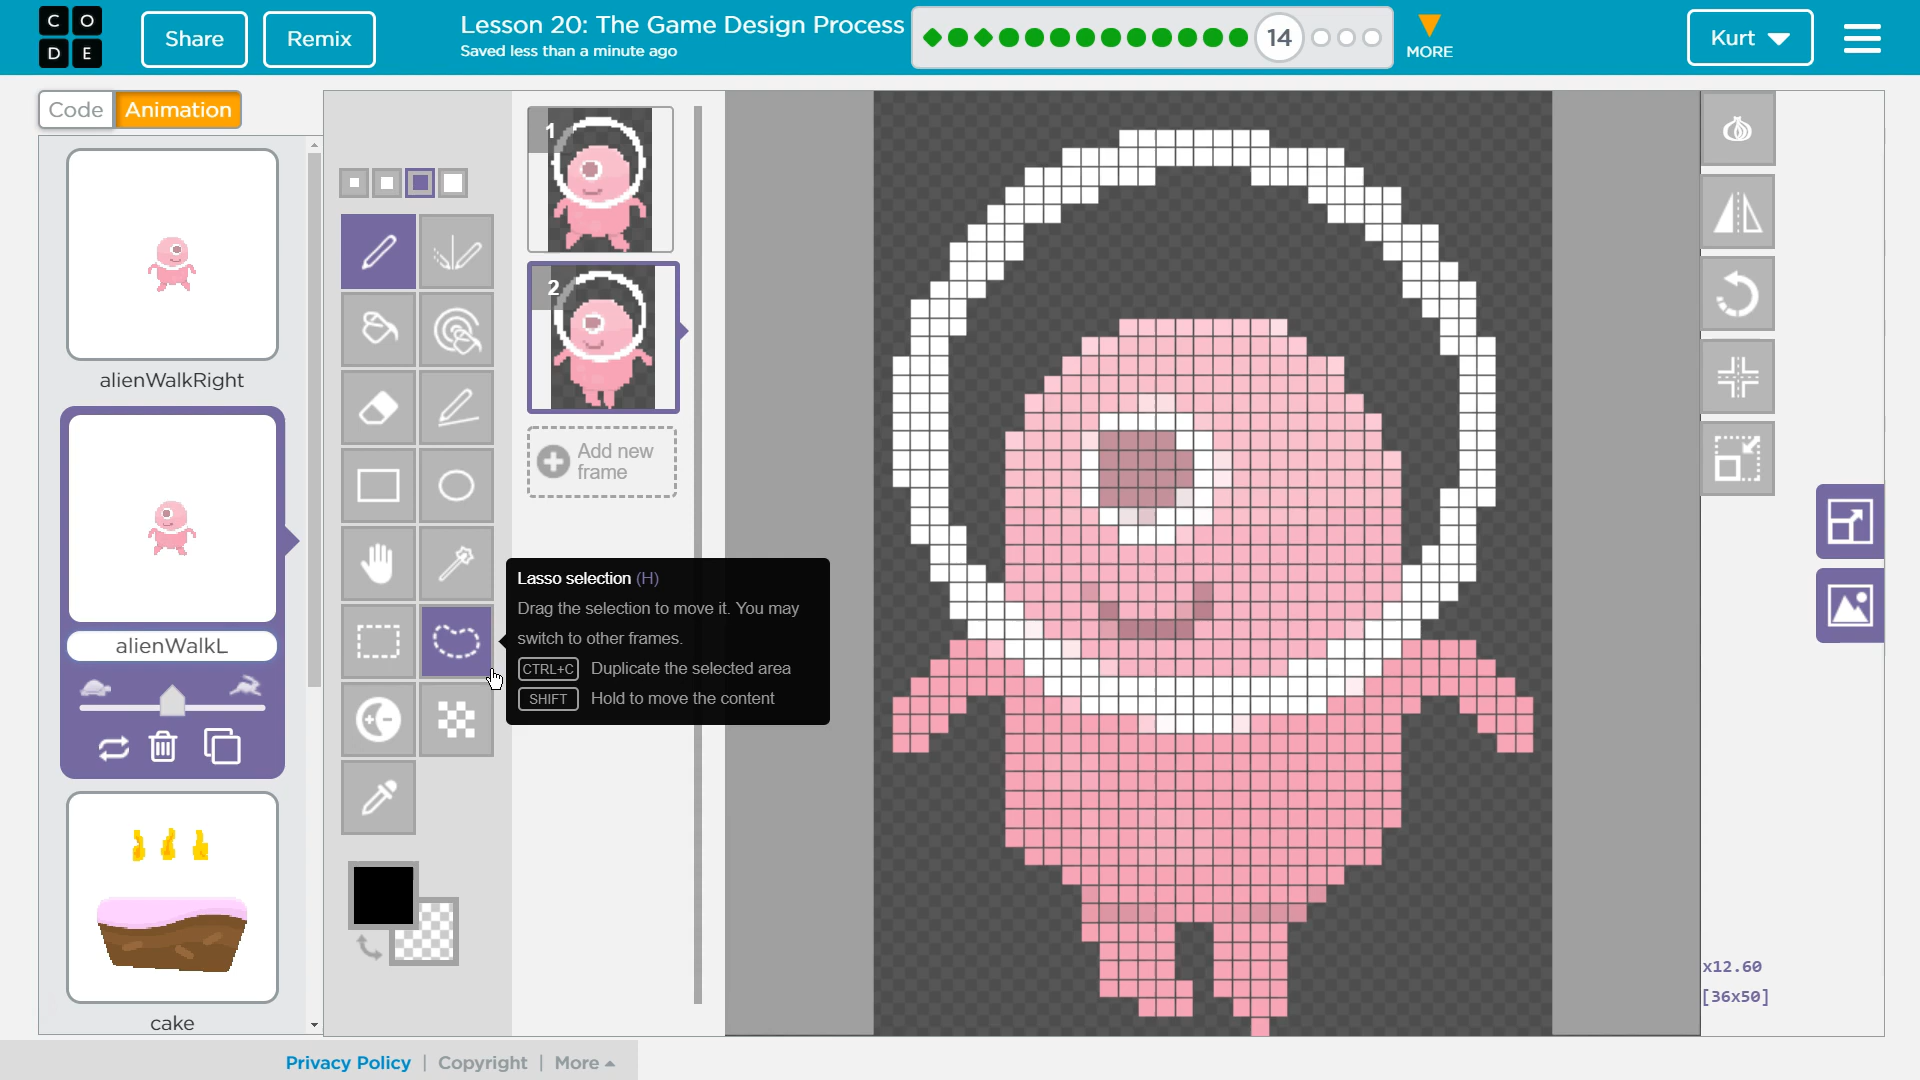 CODE
Share
Remix
Lesson 20: The Game Design Process
Saved less than a minute ago
14
MORE
Kurt
Code
Animation
alienWalkRight
alienWalkL
cake
1
2
Add new
frame
Lasso selection (H)
Drag the selection to move it. You may
switch to other frames.
CTRL+C Duplicate the selected area
SHIFT Hold to move the content
x12.60
[36x50]
Privacy Policy | Copyright | More